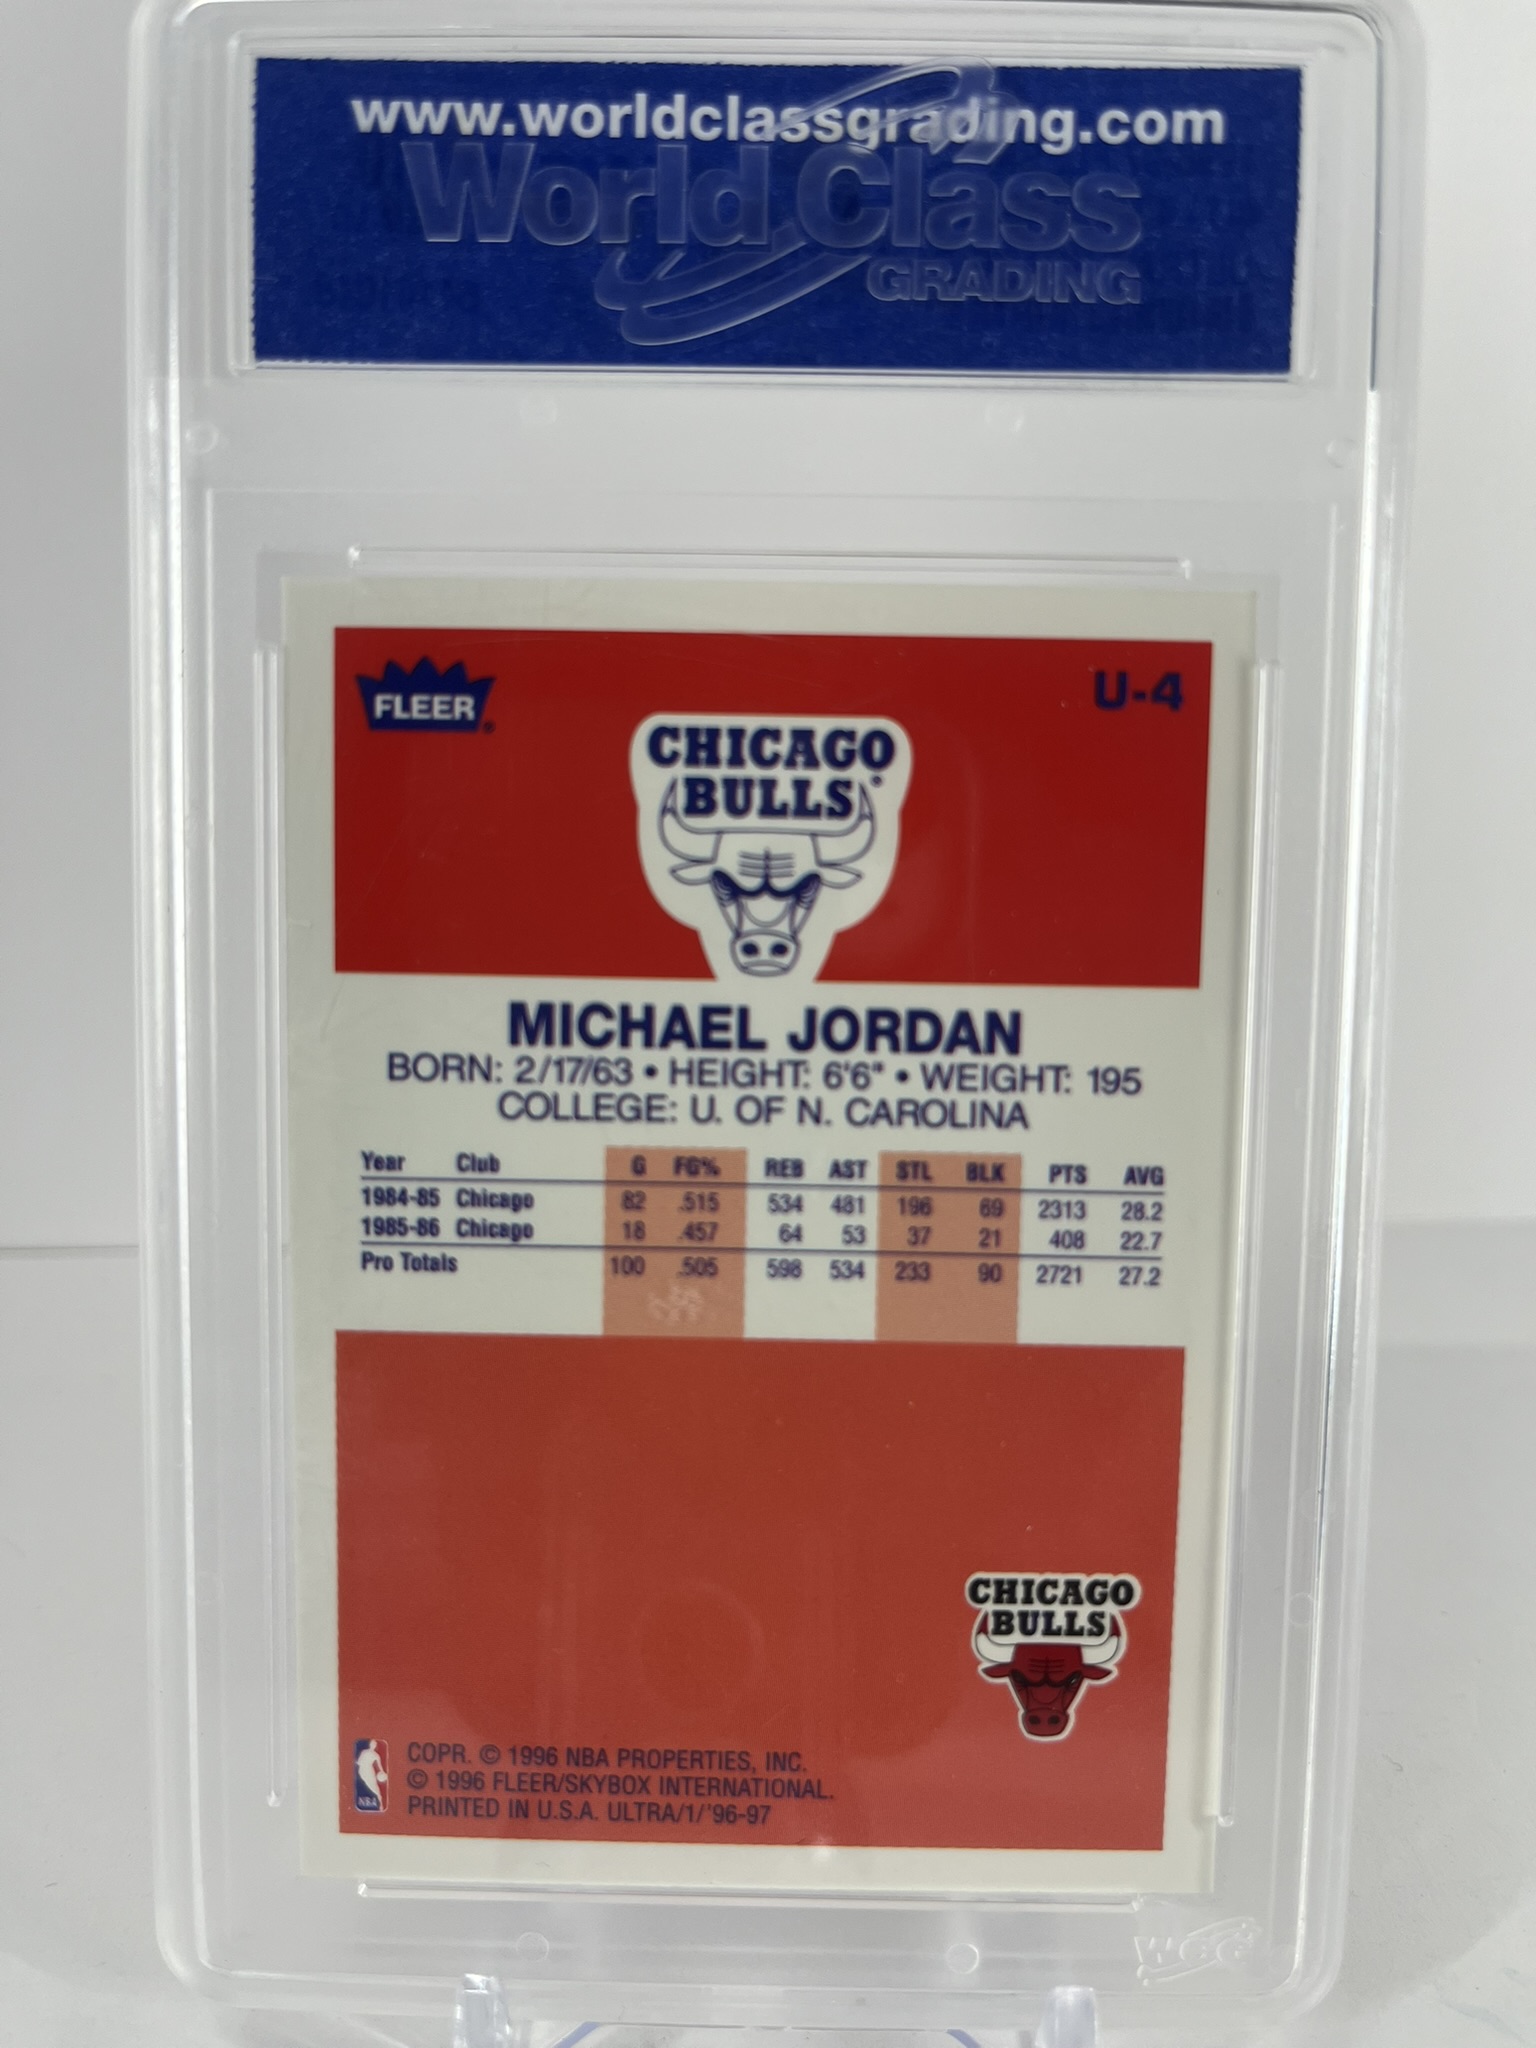 www.worldclassgrading.com
World Class
GRADING
FLEER®
U-4
CHICAGO
BULLS
MICHAEL JORDAN
BORN: 2/17/63 • HEIGHT: 6'6" • WEIGHT: 195
COLLEGE: U. OF N. CAROLINA
Year Club G FG% REB AST STL BLK PTS AVG
1984-85 Chicago 82 .515 534 481 196 69 2313 28.2
1985-86 Chicago 18 .457 64 53 37 21 408 22.7
Pro Totals 100 .505 598 534 233 90 2721 27.2
CHICAGO
BULLS
NBA
COPR. © 1996 NBA PROPERTIES, INC.
© 1996 FLEER/SKYBOX INTERNATIONAL.
PRINTED IN U.S.A. ULTRA/1/'96-97
WCG